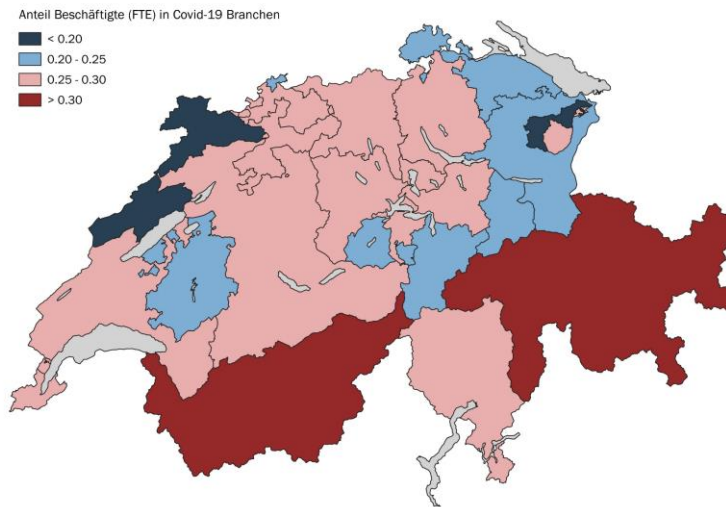 Anteil Beschäftigte (FTE) in Covid-19 Branchen
< 0.20
0.20 - 0.25
0.25 - 0.30
> 0.30